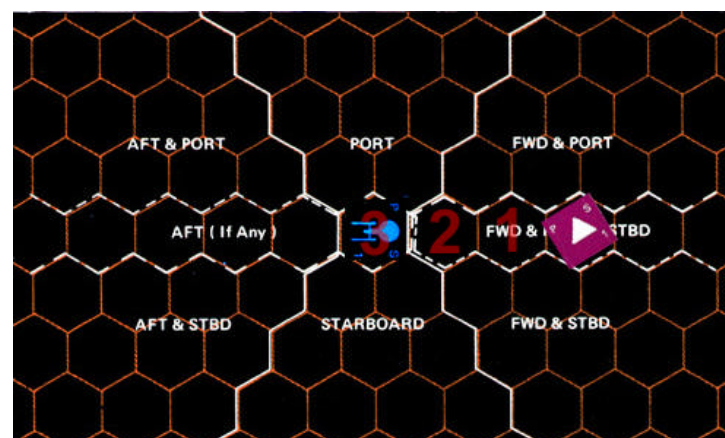 AFT & PORT PORT FWD & PORT
AFT ( If Any ) 3 2 FWD & 1 STBD
AFT & STBD STARBOARD FWD & STBD